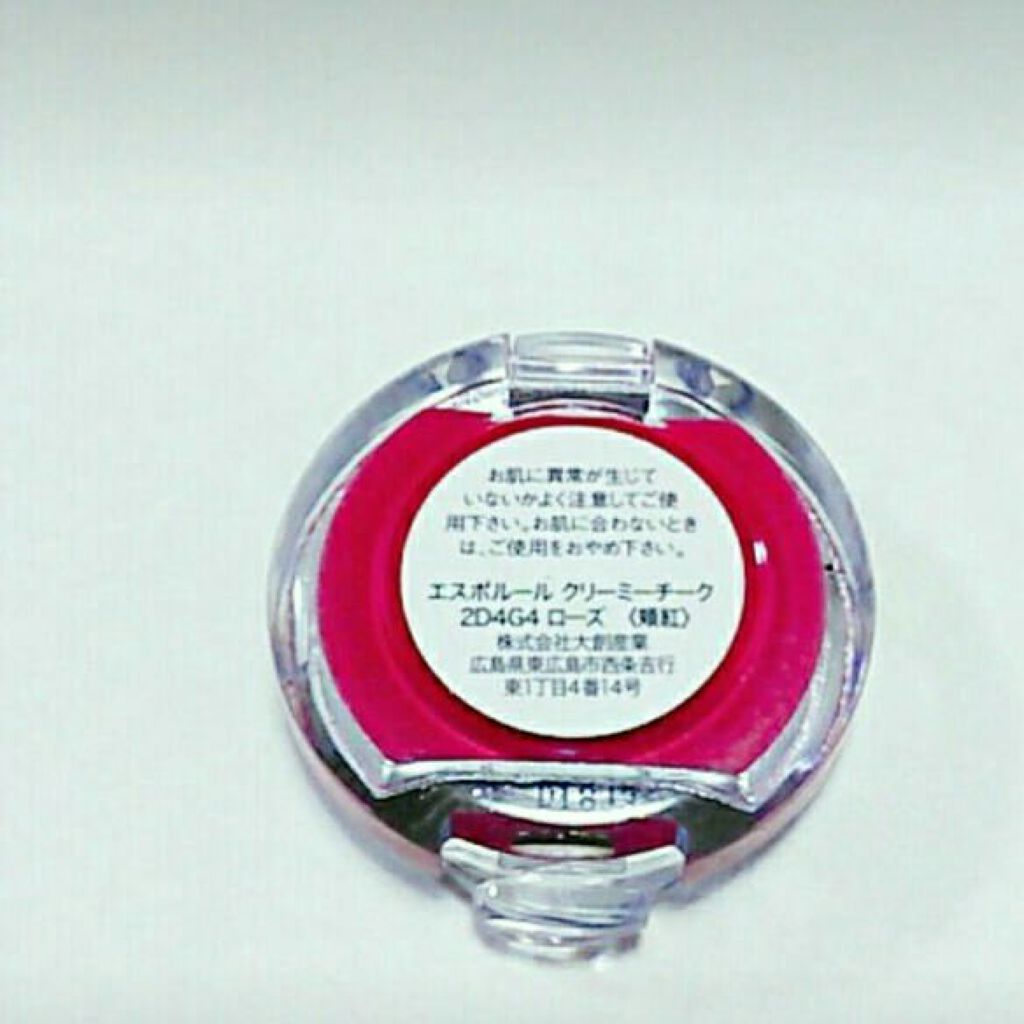 お肌に異常が生じて
いないかよく注意してご使
用下さい。お肌に合わないとき
は、ご使用をおやめ下さい。
エスポルール クリーミーチーク
2D4G4 ローズ 〈頬紅〉
株式会社大創産業
広島県東広島市西条吉行
東1丁目4番14号